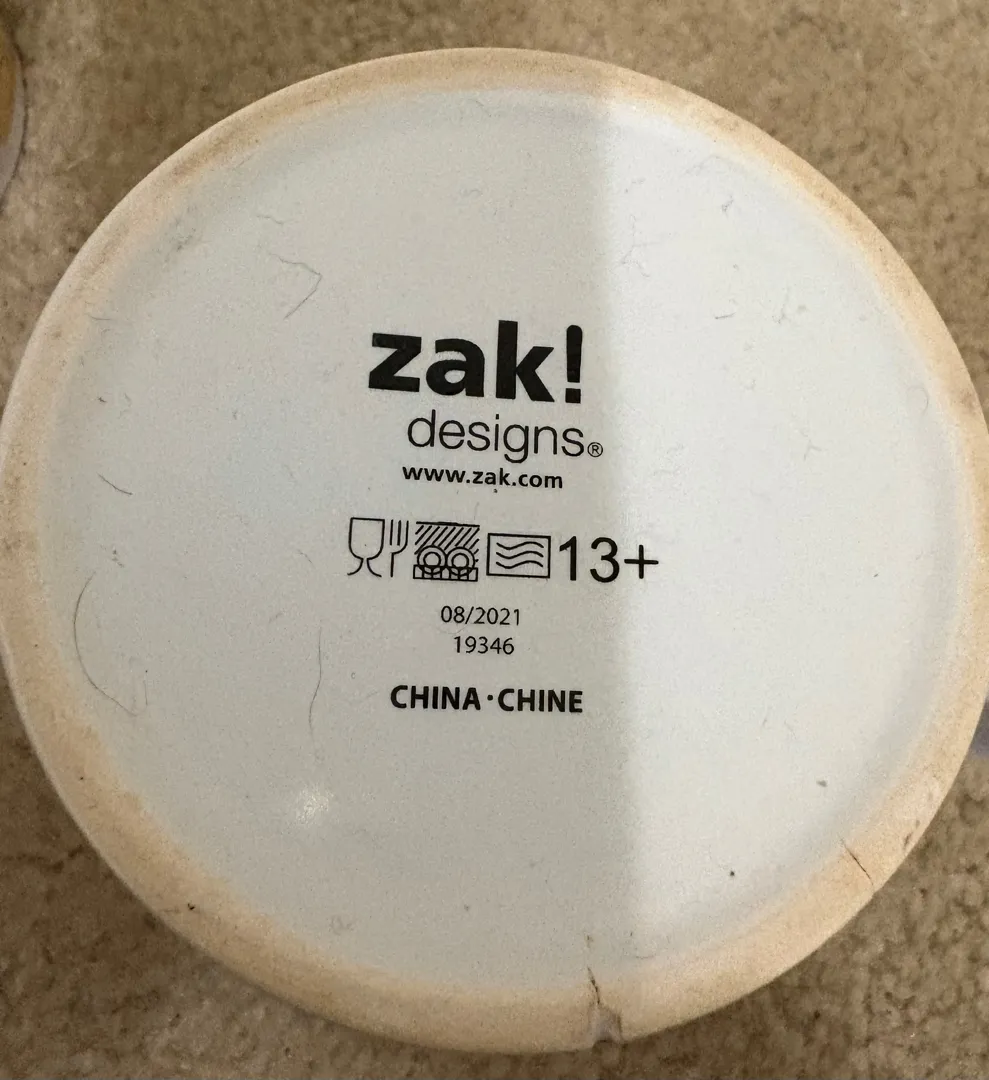 zak!
designs®
www.zak.com
13+
08/2021
19346
CHINA·CHINE